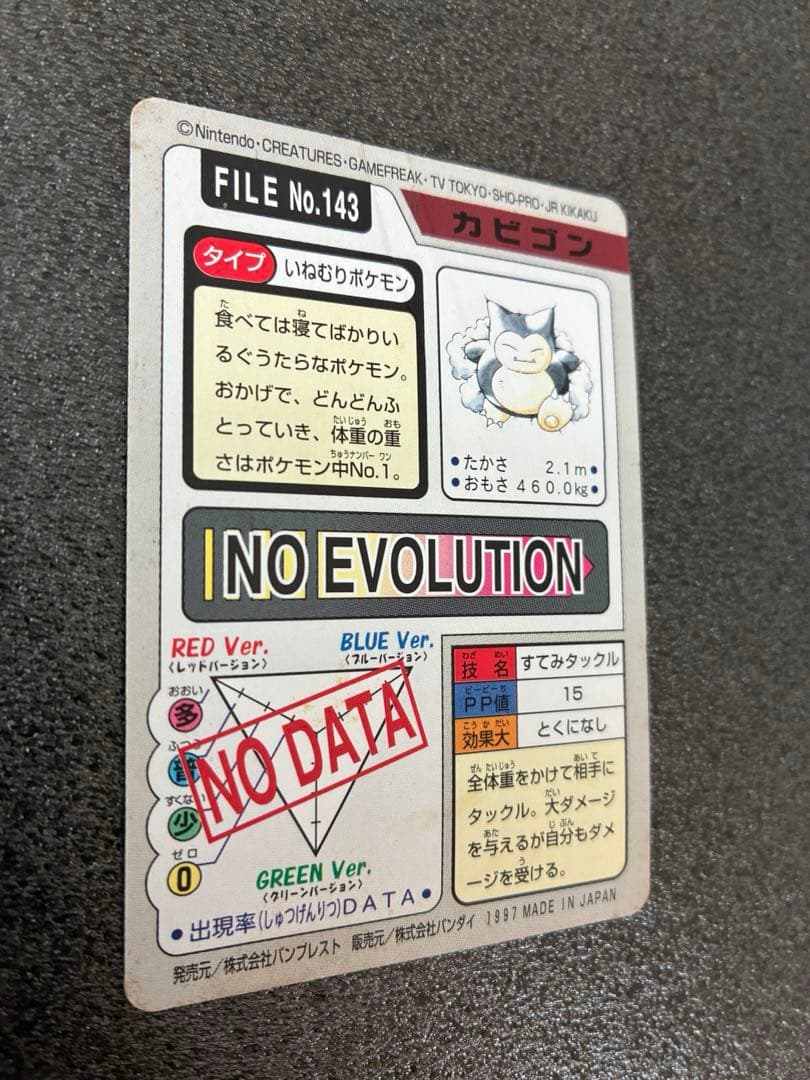 ©Nintendo・CREATURES・GAMEFREAK・TV TOKYO・SHO-PRO・JR KIKAKU
FILE No.143
カビゴン
タイプ いねむりポケモン
食べては寝てばかりい
るぐうたらなポケモン。
おかげで、どんどんふ
とっていき、体重の重
さはポケモン中No.1。
•たかさ 2.1m•
•おもさ 460.0kg•
NO EVOLUTION
RED Ver.
〈レッドバージョン〉
BLUE Ver.
〈ブルーバージョン〉
おおい
多
普
すくない
少
ゼロ
0
NO DATA
GREEN Ver.
〈グリーンバージョン〉
•出現率(しゅつげんりつ)DATA•
技名 すてみタックル
PP値 15
効果大 とくになし
全体重をかけて相手に
タックル。大ダメージ
を与えるが自分もダメ
ージを受ける。
発売元/株式会社バンプレスト 販売元/株式会社バンダイ 1997 MADE IN JAPAN